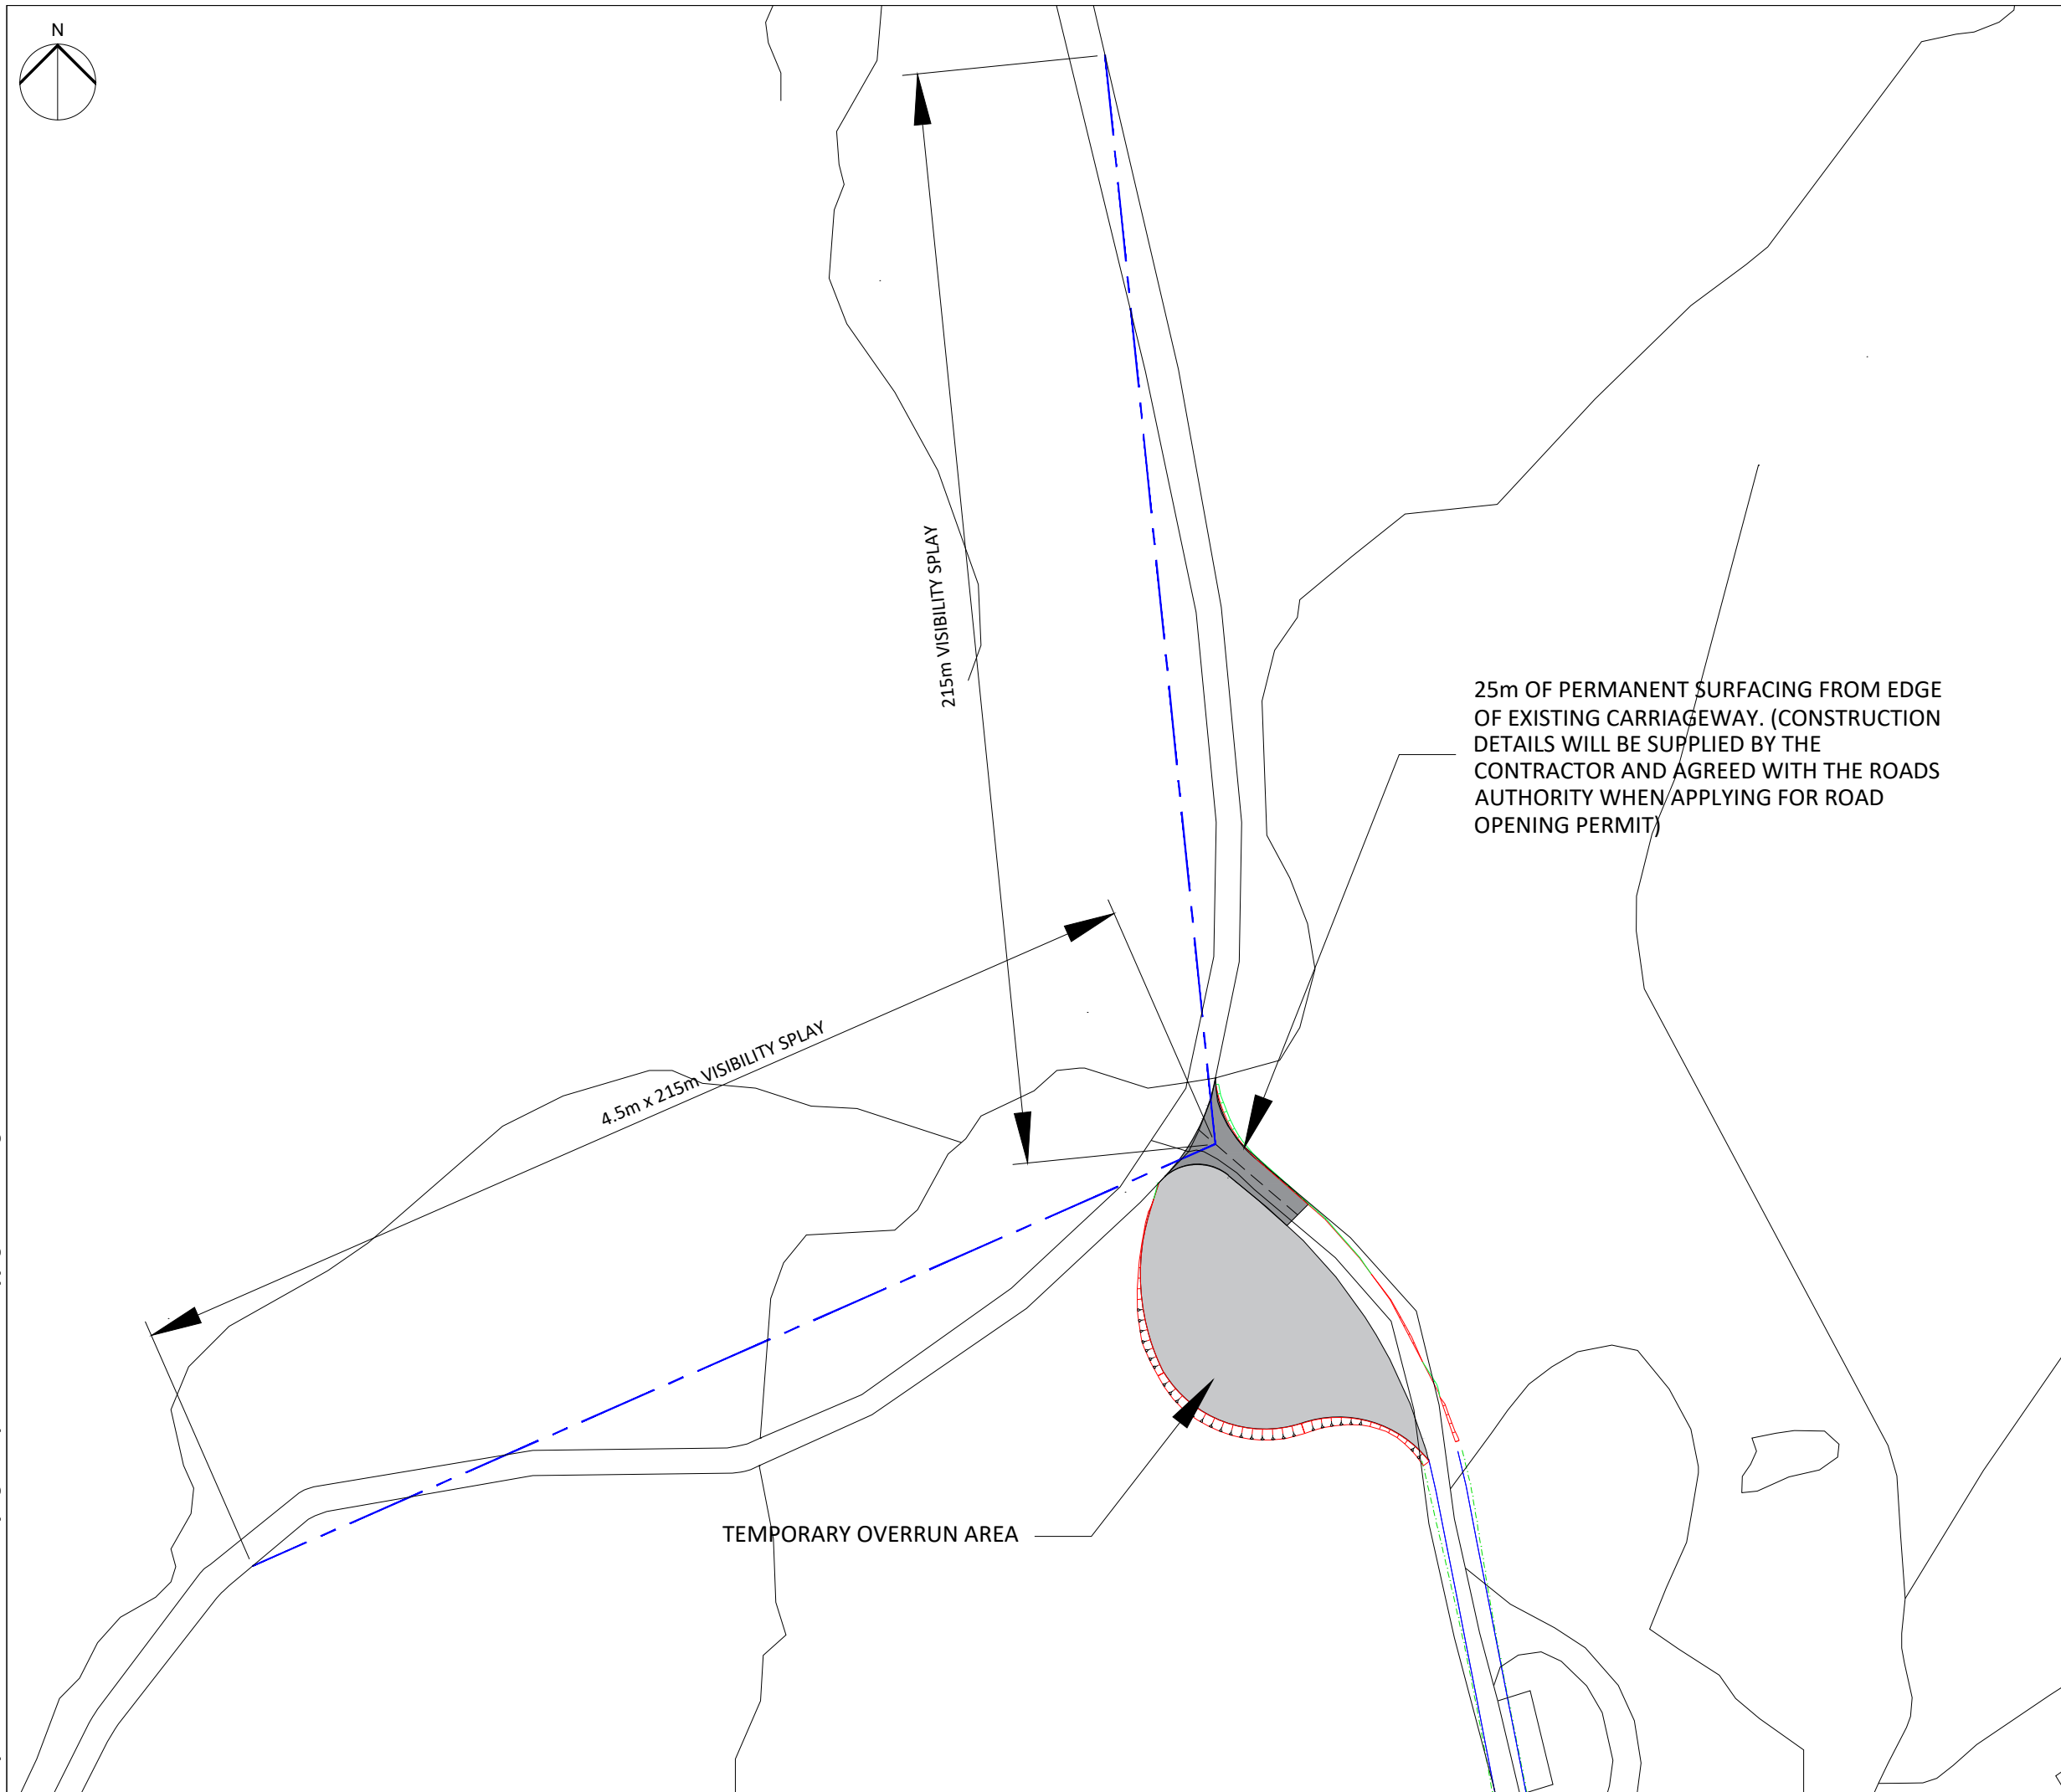 N
215m VISIBILITY SPLAY
25m OF PERMANENT SURFACING FROM EDGE
OF EXISTING CARRIAGEWAY. (CONSTRUCTION
DETAILS WILL BE SUPPLIED BY THE
CONTRACTOR AND AGREED WITH THE ROADS
AUTHORITY WHEN APPLYING FOR ROAD
OPENING PERMIT)
4.5m x 215m VISIBILITY SPLAY
TEMPORARY OVERRUN AREA